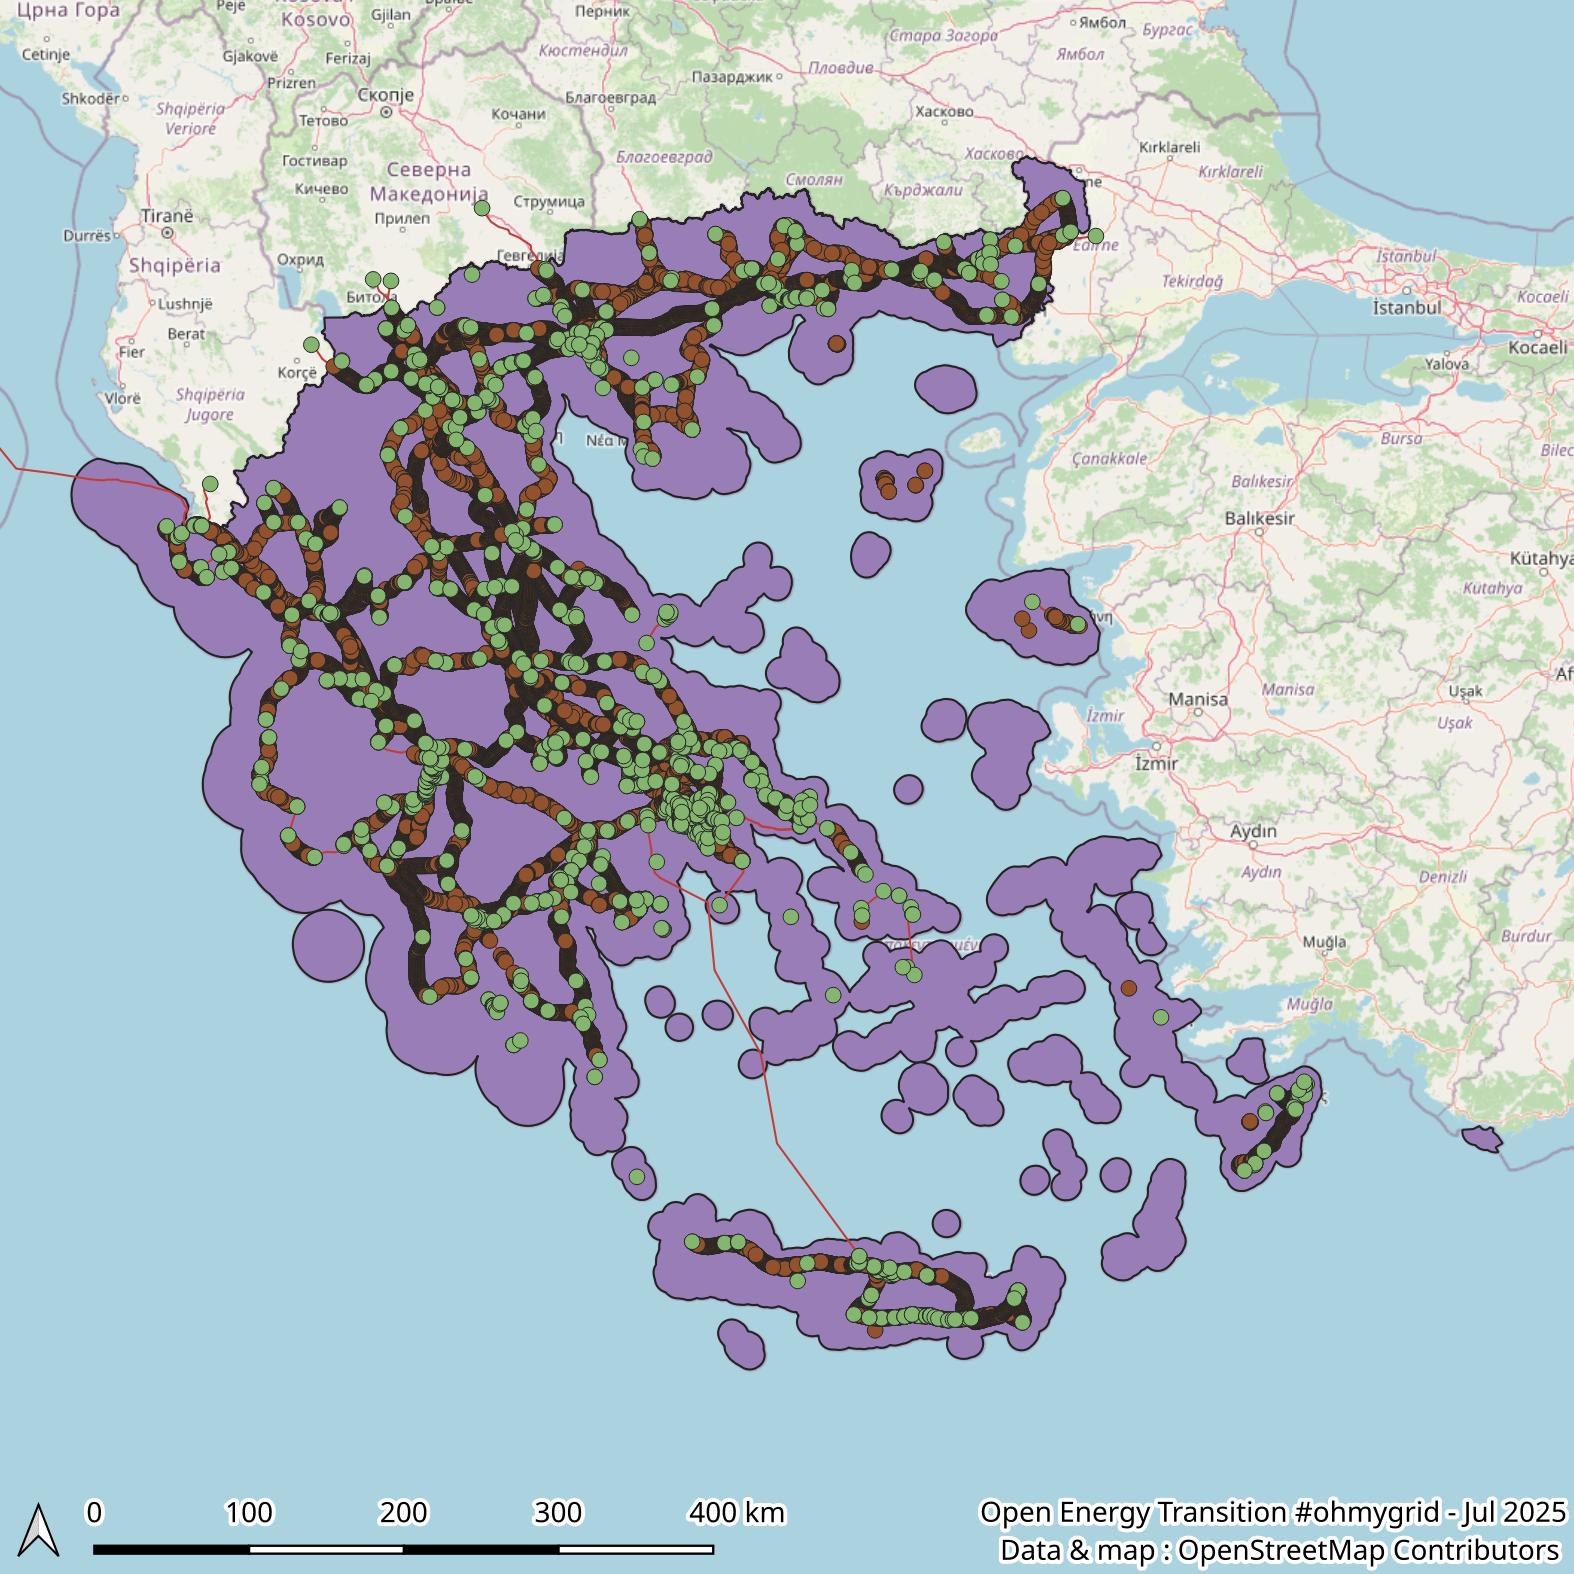 Црна Гора
Peje
Kosovo
Gjilan
Перник
Стара Загора
Ямбол
Бургас
Cetinje
Gjakovë
Ferizaj
Кюстендил
Пловдив
Ямбол
Prizren
Пазарджик
Shkodër
Скопје
Благоевград
Хасково
Shqipëria
Veriore
Тетово
Кочани
Kırklareli
Гостивар
Северна
Македонија
Благоевград
Смолян
Хасково
Кърджали
Kırklareli
Кичево
Прилеп
Струмица
Tiranë
Durrës
Edirne
Shqipëria
Охрид
Гевгелија
İstanbul
Tekirdağ
İstanbul
Kocaeli
Lushnjë
Битола
Berat
Fier
Korçë
Yalova
Kocaeli
Vlorë
Shqipëria
Jugore
Νέα Μ
Bursa
Çanakkale
Bilec
Balıkesir
Balıkesir
Kütahya
Kütahya
ήνη
Manisa
Manisa
Uşak
Af
İzmir
Uşak
İzmir
Aydın
Aydın
Denizli
Muğla
Burdur
Muğla
0
100
200
300
400 km
Open Energy Transition #ohmygrid - Jul 2025
Data & map : OpenStreetMap Contributors